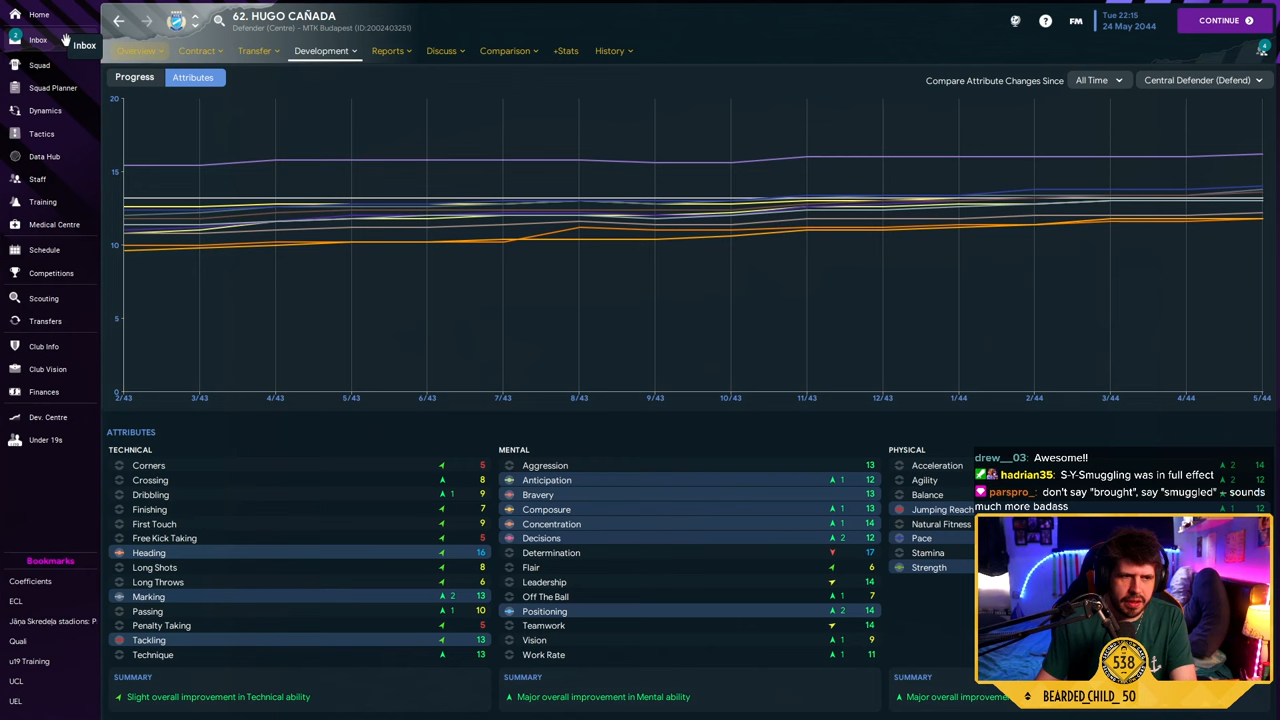 Home
2
Inbox
Inbox
Squad
Squad Planner
Dynamics
Tactics
Data Hub
Staff
Training
Medical Centre
Schedule
Competitions
Scouting
Transfers
Club Info
Club Vision
Finances
Dev. Centre
Under 19s
Bookmarks
Coefficients
ECL
Quali
u19 Training
UCL
UEL
62. HUGO CAÑADA
Defender (Centre) - MTK Budapest (ID:2002403251)
FM
Tue 22:15
24 May 2044
CONTINUE
4
Overview Contract Transfer Development Reports Discuss Comparison +Stats History
Progress Attributes
Compare Attribute Changes Since All Time Central Defender (Defend)
20
15
10
5
0
2/43 3/43 4/43 5/43 6/43 7/43 8/43 9/43 10/43 11/43 12/43 1/44 2/44 3/44 4/44 5/44
ATTRIBUTES
TECHNICAL
Corners 5
Crossing 8
Dribbling 1 9
Finishing 7
First Touch 9
Free Kick Taking 5
Heading 16
Long Shots 8
Long Throws 6
Marking 2 13
Passing 1 10
Penalty Taking 5
Tackling 13
Technique 13
SUMMARY
Slight overall improvement in Technical ability
MENTAL
Aggression 13
Anticipation 1 12
Bravery 13
Composure 1 13
Concentration 1 14
Decisions 2 12
Determination 17
Flair 6
Leadership 14
Off The Ball 1 7
Positioning 2 14
Teamwork 14
Vision 1 9
Work Rate 1 11
SUMMARY
Major overall improvement in Mental ability
PHYSICAL
Acceleration 2 14
Agility 2 12
Balance
Jumping Reach 1 12
Natural Fitness
Pace
Stamina
Strength
SUMMARY
Major overall improveme
drew__03: Awesome!!
hadrian35: S-Y-Smuggling was in full effect
parspro_: don't say "brought", say "smuggled" sounds
much more badass
538
BEARDED_CHILD_ 50